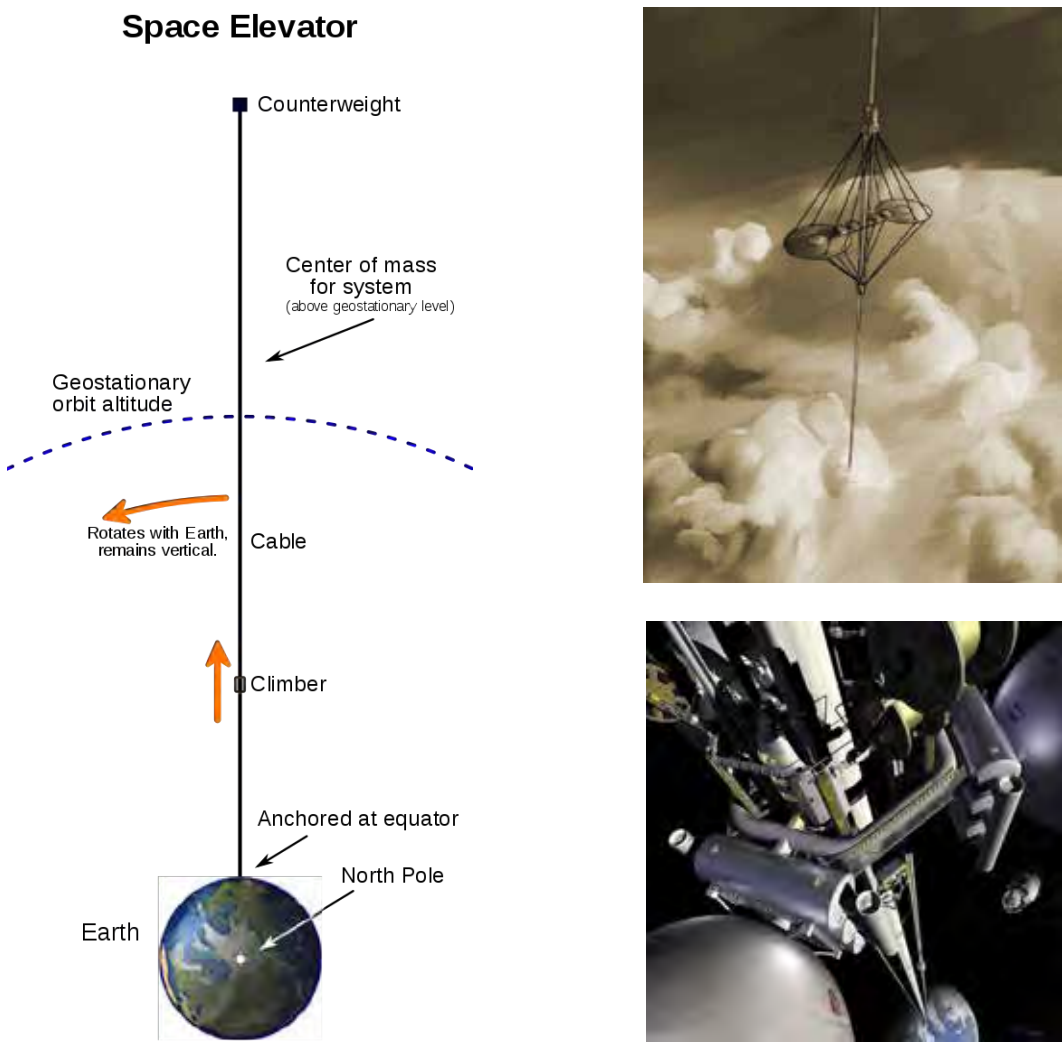 Space Elevator
Counterweight
Center of mass
for system
(above geostationary level)
Geostationary
orbit altitude
Rotates with Earth,
remains vertical.
Cable
Climber
Anchored at equator
North Pole
Earth